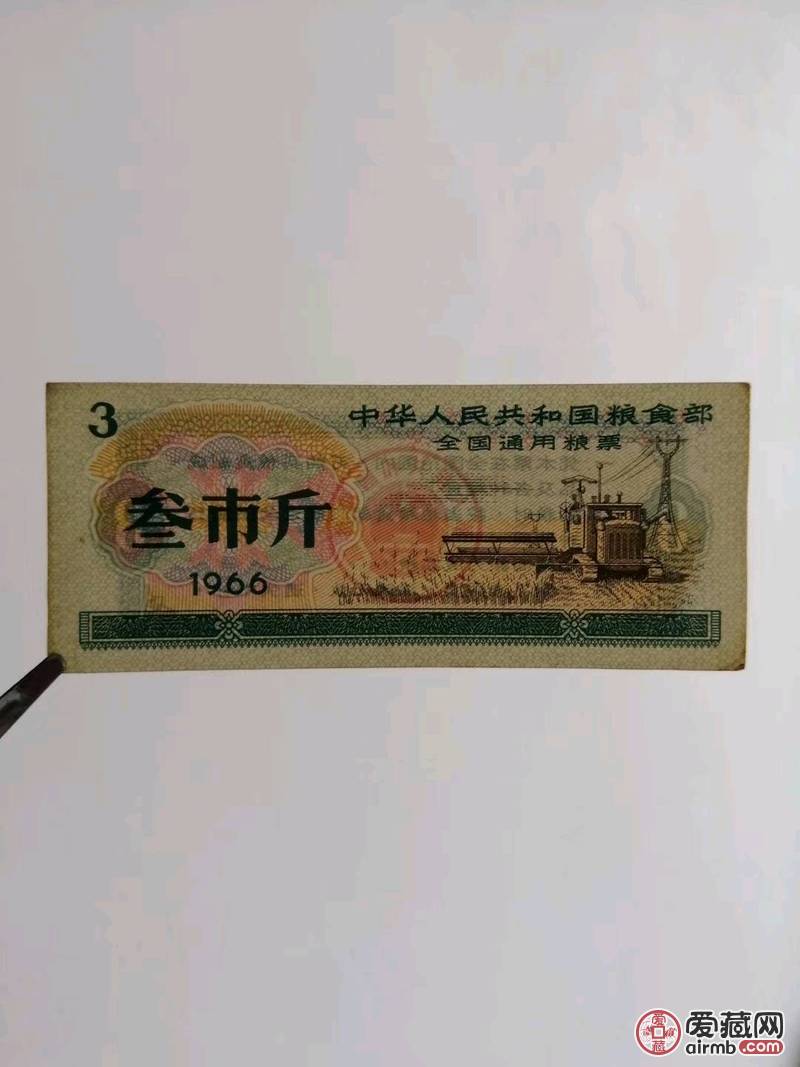 3
中华人民共和国粮食部
全国通用粮票
叁市斤
1966
爱藏网
airmb.com